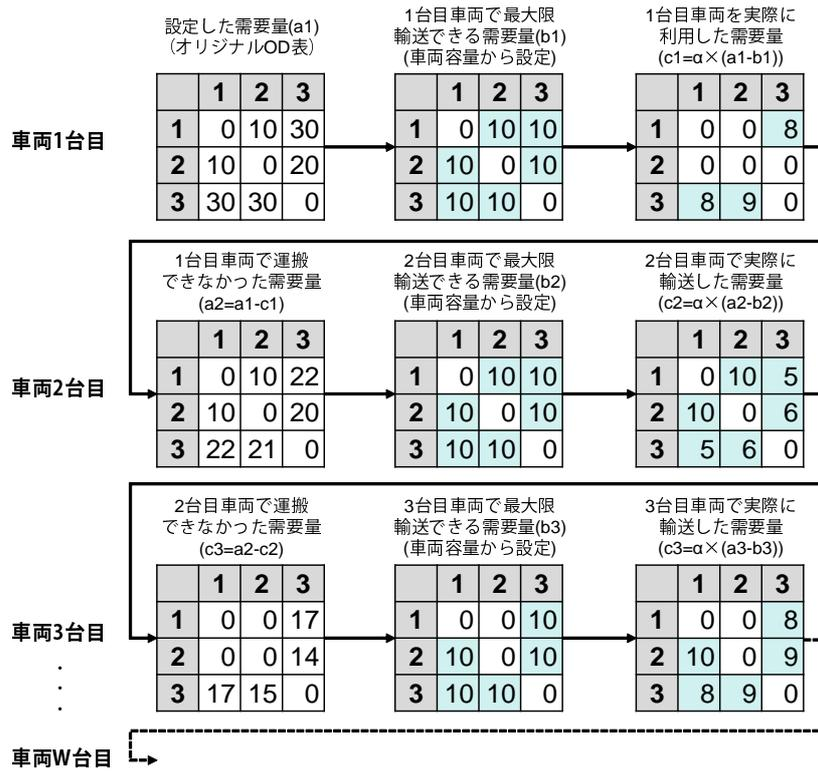 設定した需要量(a1)
(オリジナルOD表)
1台目車両で最大限
輸送できる需要量(b1)
(車両容量から設定)
1台目車両を実際に
利用した需要量
(c1=α×(a1-b1))
車両1台目
1 2 3
1 0 10 30
2 10 0 20
3 30 30 0
1 2 3
1 0 10 10
2 10 0 10
3 10 10 0
1 2 3
1 0 0 8
2 0 0 0
3 8 9 0
1台目車両で運搬
できなかった需要量
(a2=a1-c1)
2台目車両で最大限
輸送できる需要量(b2)
(車両容量から設定)
2台目車両で実際に
輸送した需要量
(c2=α×(a2-b2))
車両2台目
1 2 3
1 0 10 22
2 10 0 20
3 22 21 0
1 2 3
1 0 10 10
2 10 0 10
3 10 10 0
1 2 3
1 0 10 5
2 10 0 6
3 5 6 0
2台目車両で運搬
できなかった需要量
(c3=a2-c2)
3台目車両で最大限
輸送できる需要量(b3)
(車両容量から設定)
3台目車両で実際に
輸送した需要量
(c3=α×(a3-b3))
車両3台目
1 2 3
1 0 0 17
2 0 0 14
3 17 15 0
1 2 3
1 0 0 10
2 10 0 10
3 10 10 0
1 2 3
1 0 0 8
2 10 0 9
3 8 9 0
・
・
・
車両W台目